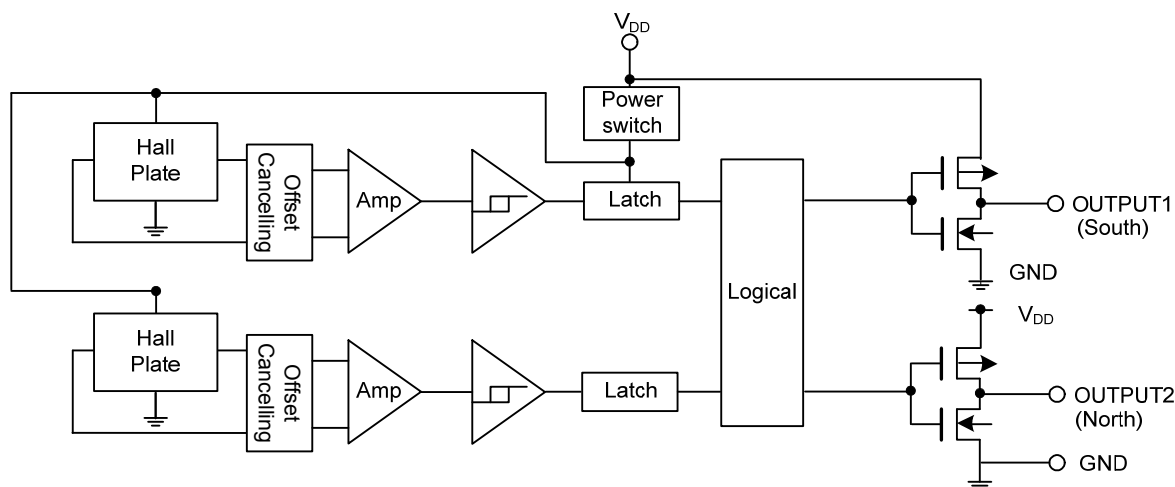 VDD
Power
switch
Hall
Plate
Offset
Cancelling
Amp
Latch
Logical
OUTPUT1
(South)
GND
VDD
Hall
Plate
Offset
Cancelling
Amp
Latch
OUTPUT2
(North)
GND